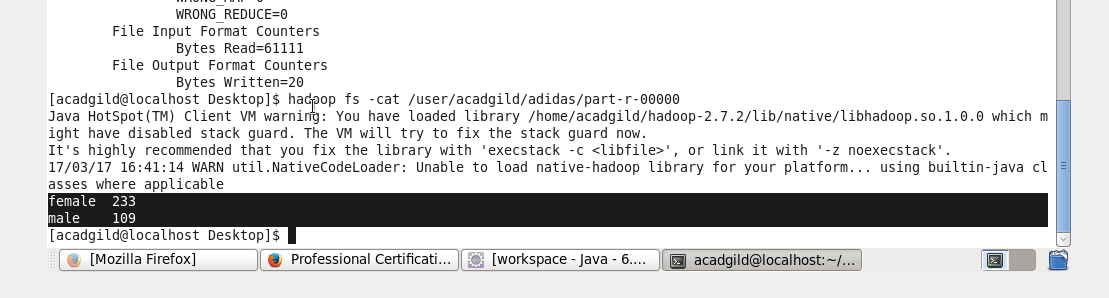 WRONG_REDUCE=0
File Input Format Counters
Bytes Read=61111
File Output Format Counters
Bytes Written=20
[acadgild@localhost Desktop]$ hadoop fs -cat /user/acadgild/adidas/part-r-00000
Java HotSpot(TM) Client VM warning: You have loaded library /home/acadgild/hadoop-2.7.2/lib/native/libhadoop.so.1.0.0 which m
ight have disabled stack guard. The VM will try to fix the stack guard now.
It's highly recommended that you fix the library with 'execstack -c <libfile>', or link it with '-z noexecstack'.
17/03/17 16:41:14 WARN util.NativeCodeLoader: Unable to load native-hadoop library for your platform... using builtin-java cl
asses where applicable
female  233
male    109
[acadgild@localhost Desktop]$
[Mozilla Firefox] Professional Certificati... [workspace - Java - 6.... acadgild@localhost:~/...